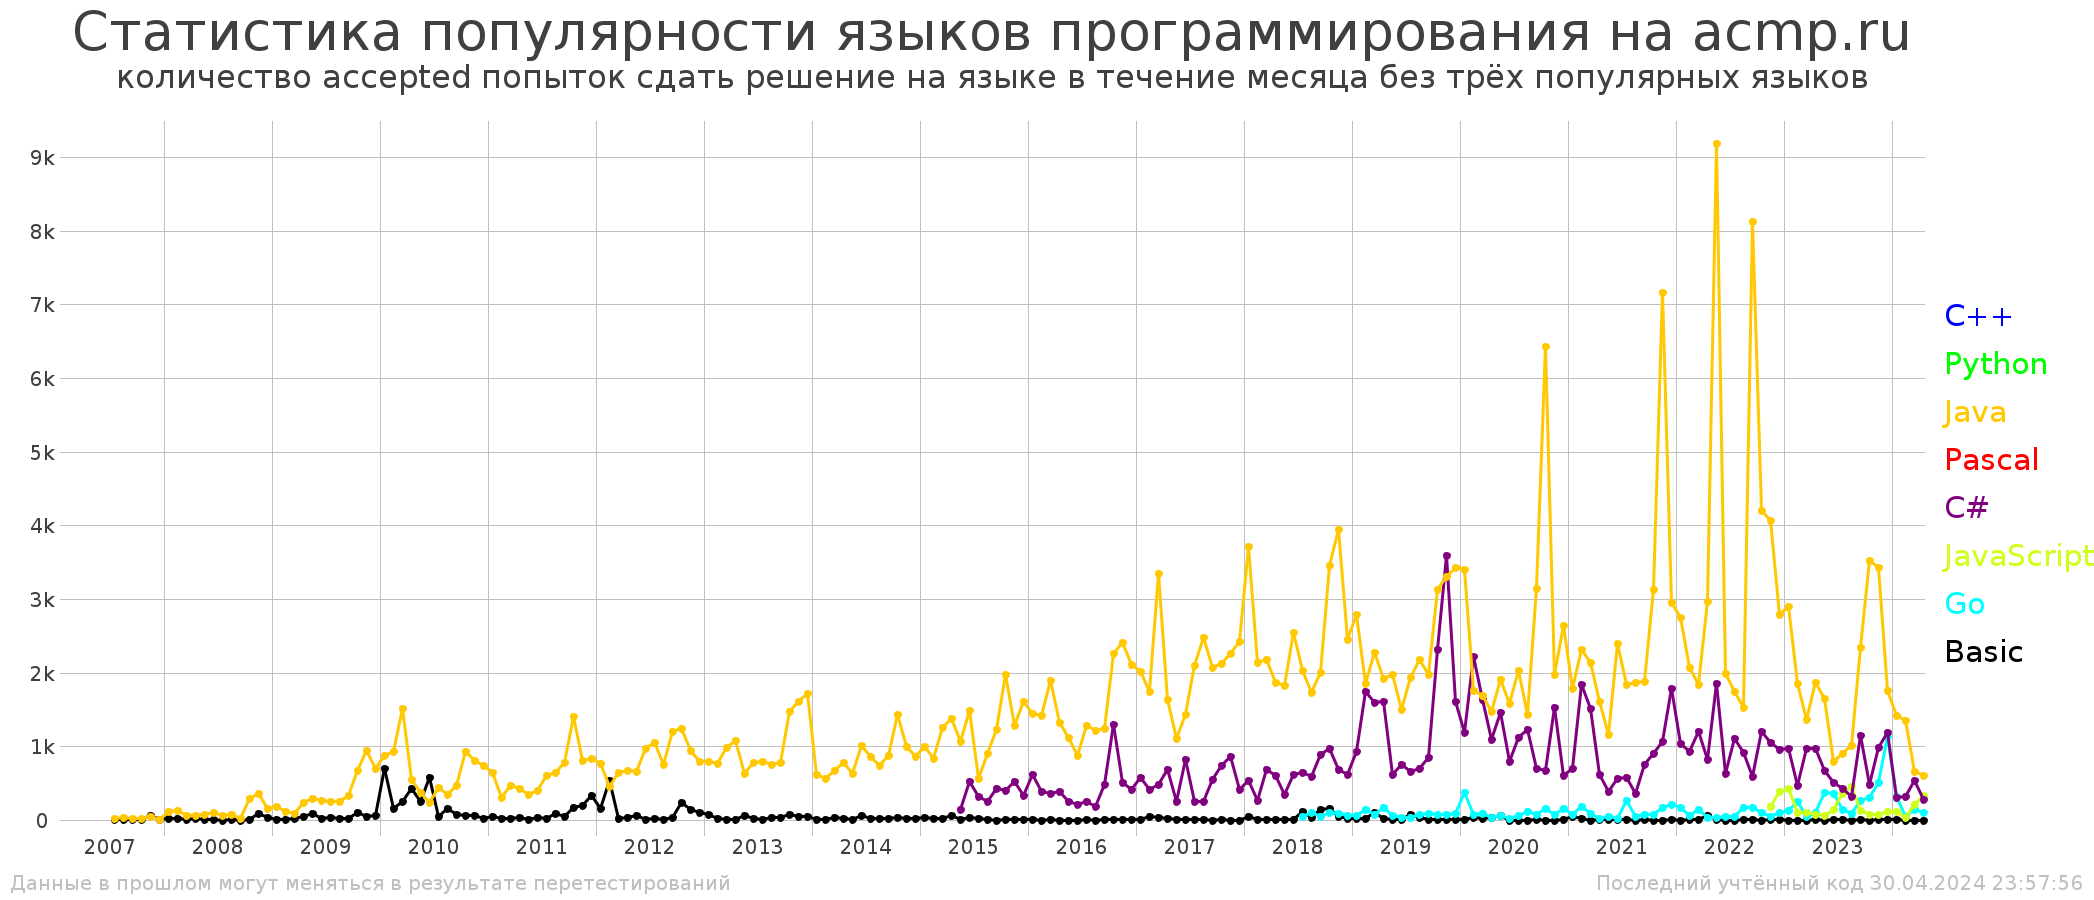 Статистика популярности языков программирования на acmp.ru
количество accepted попыток сдать решение на языке в течение месяца без трёх популярных языков
9k
8k
7k
6k
5k
4k
3k
2k
1k
0
2007 2008 2009 2010 2011 2012 2013 2014 2015 2016 2017 2018 2019 2020 2021 2022 2023
C++
Python
Java
Pascal
C#
JavaScript
Go
Basic
Данные в прошлом могут меняться в результате перетестирований
Последний учтённый код 30.04.2024 23:57:56